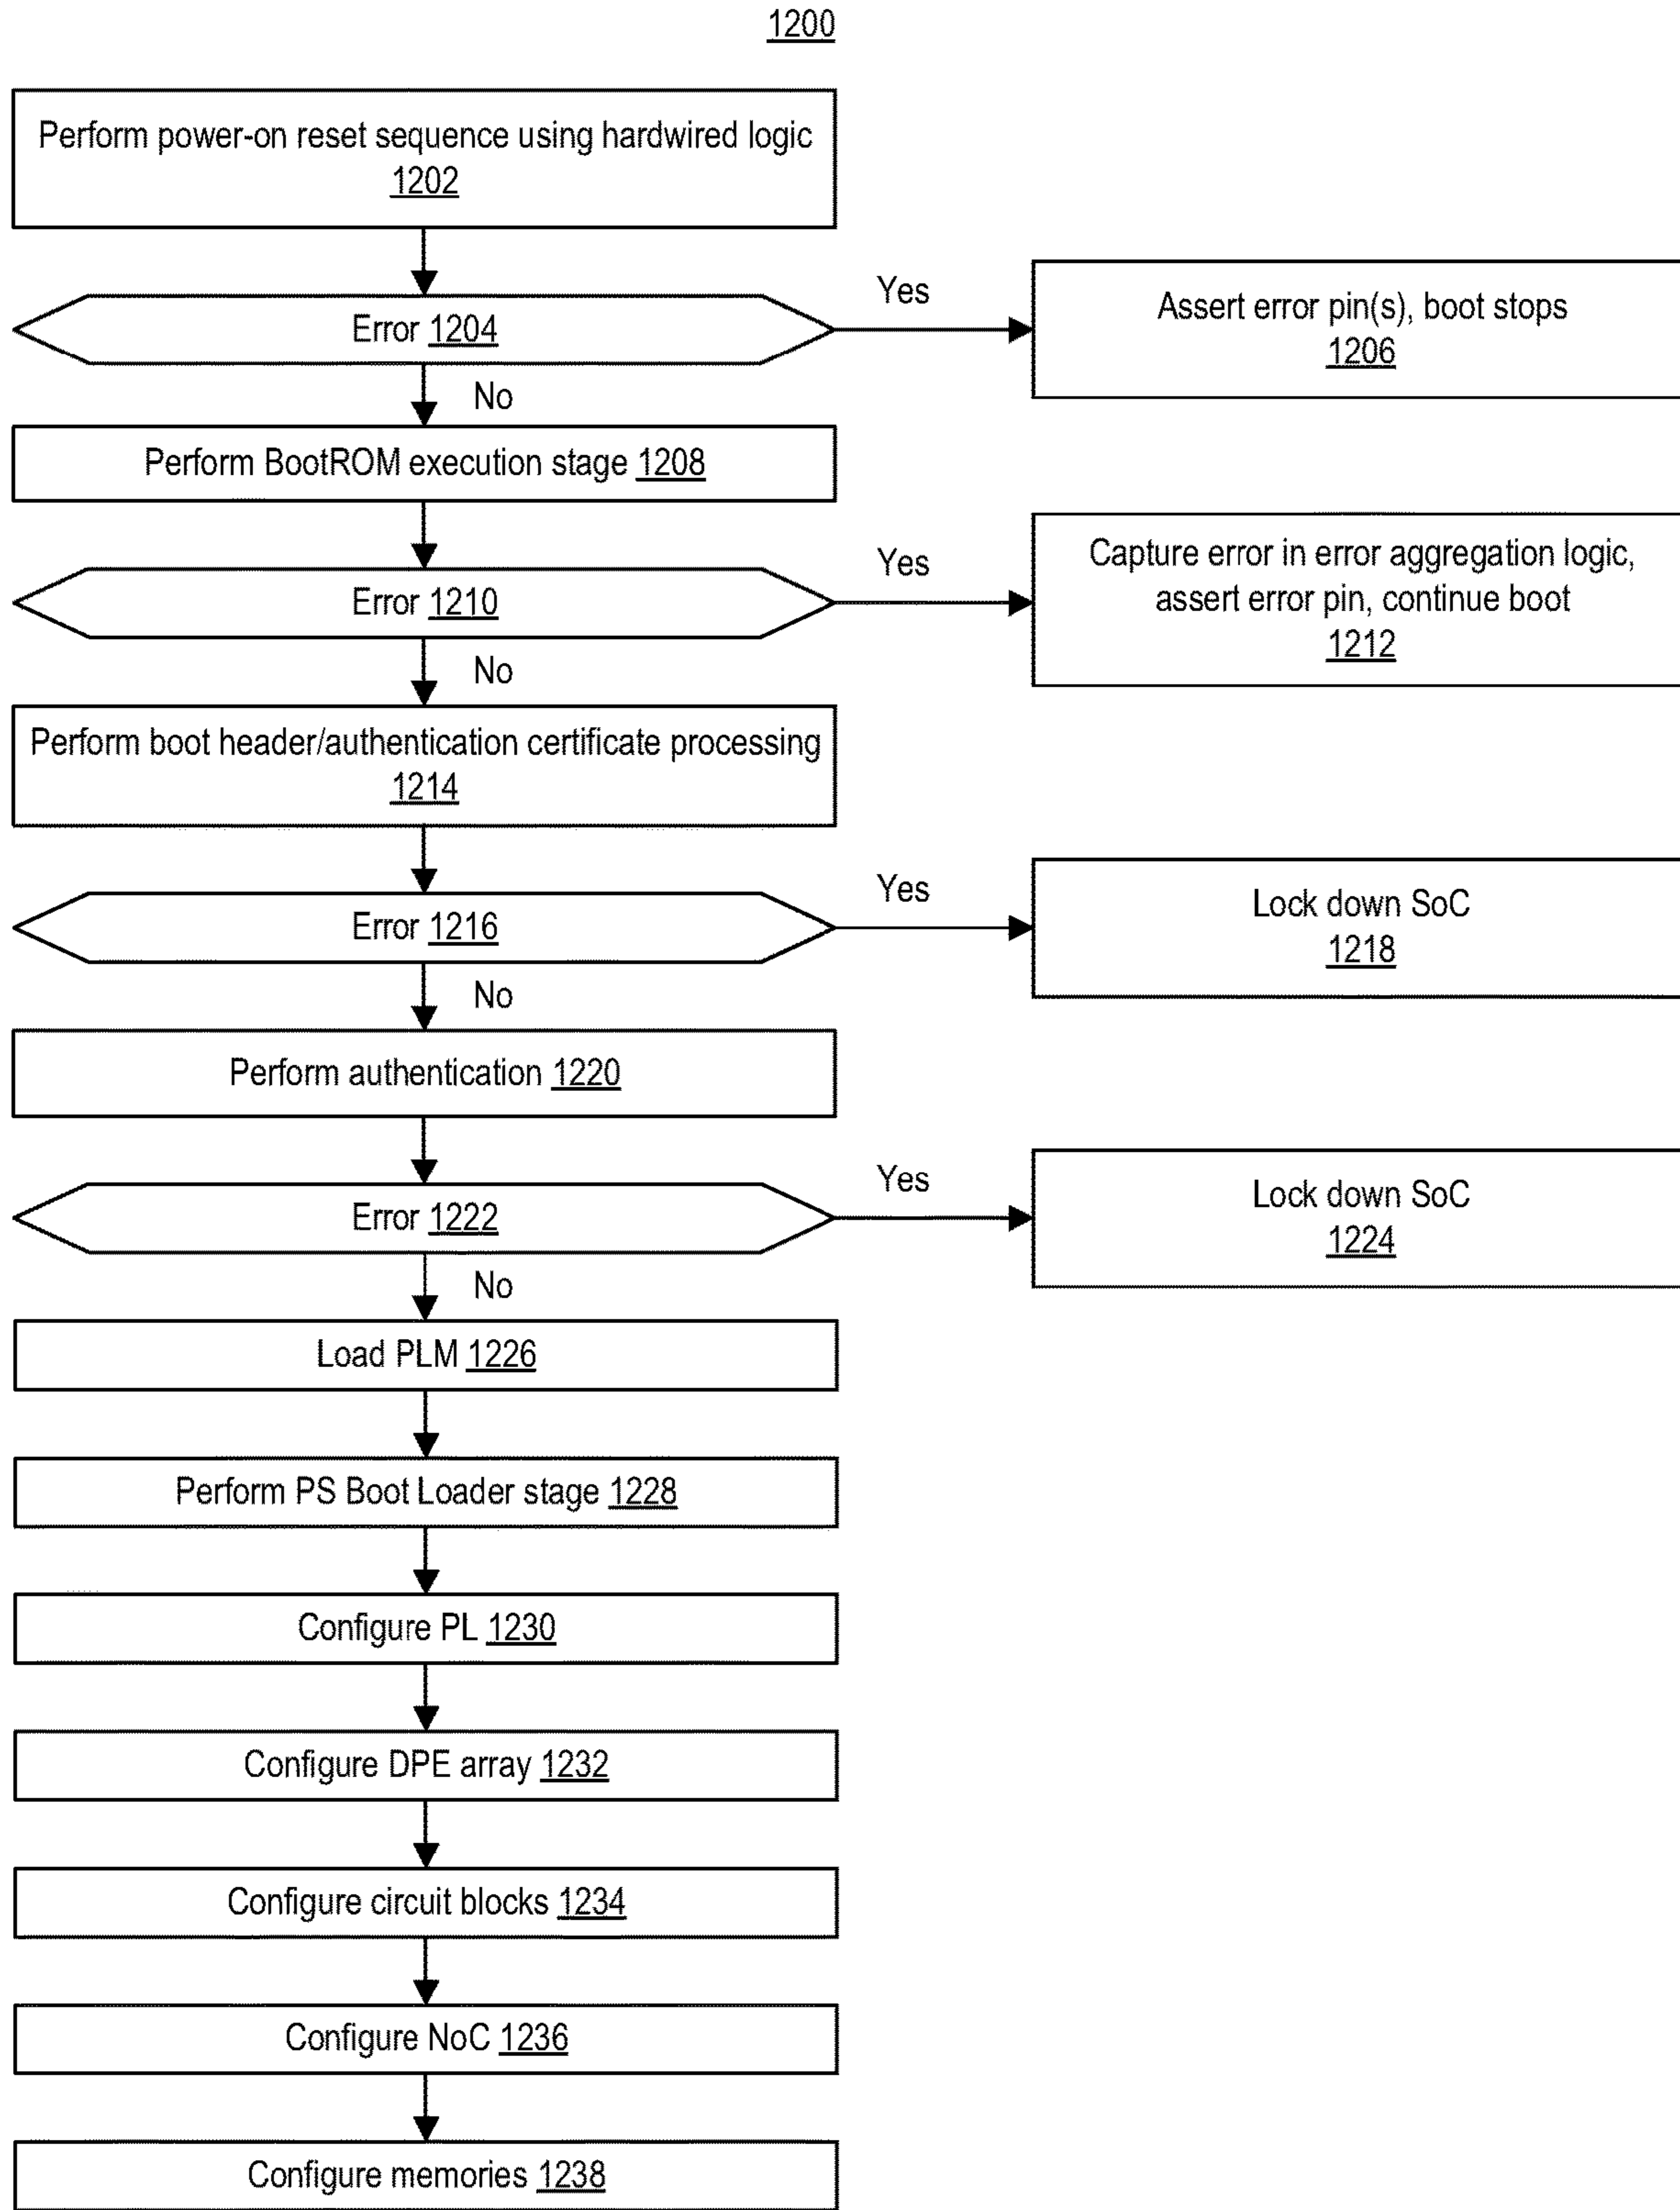 1200
Perform power-on reset sequence using hardwired logic
1202
Error 1204
Yes
Assert error pin(s), boot stops
1206
No
Perform BootROM execution stage 1208
Error 1210
Yes
Capture error in error aggregation logic,
assert error pin, continue boot
1212
No
Perform boot header/authentication certificate processing
1214
Error 1216
Yes
Lock down SoC
1218
No
Perform authentication 1220
Error 1222
Yes
Lock down SoC
1224
No
Load PLM 1226
Perform PS Boot Loader stage 1228
Configure PL 1230
Configure DPE array 1232
Configure circuit blocks 1234
Configure NoC 1236
Configure memories 1238